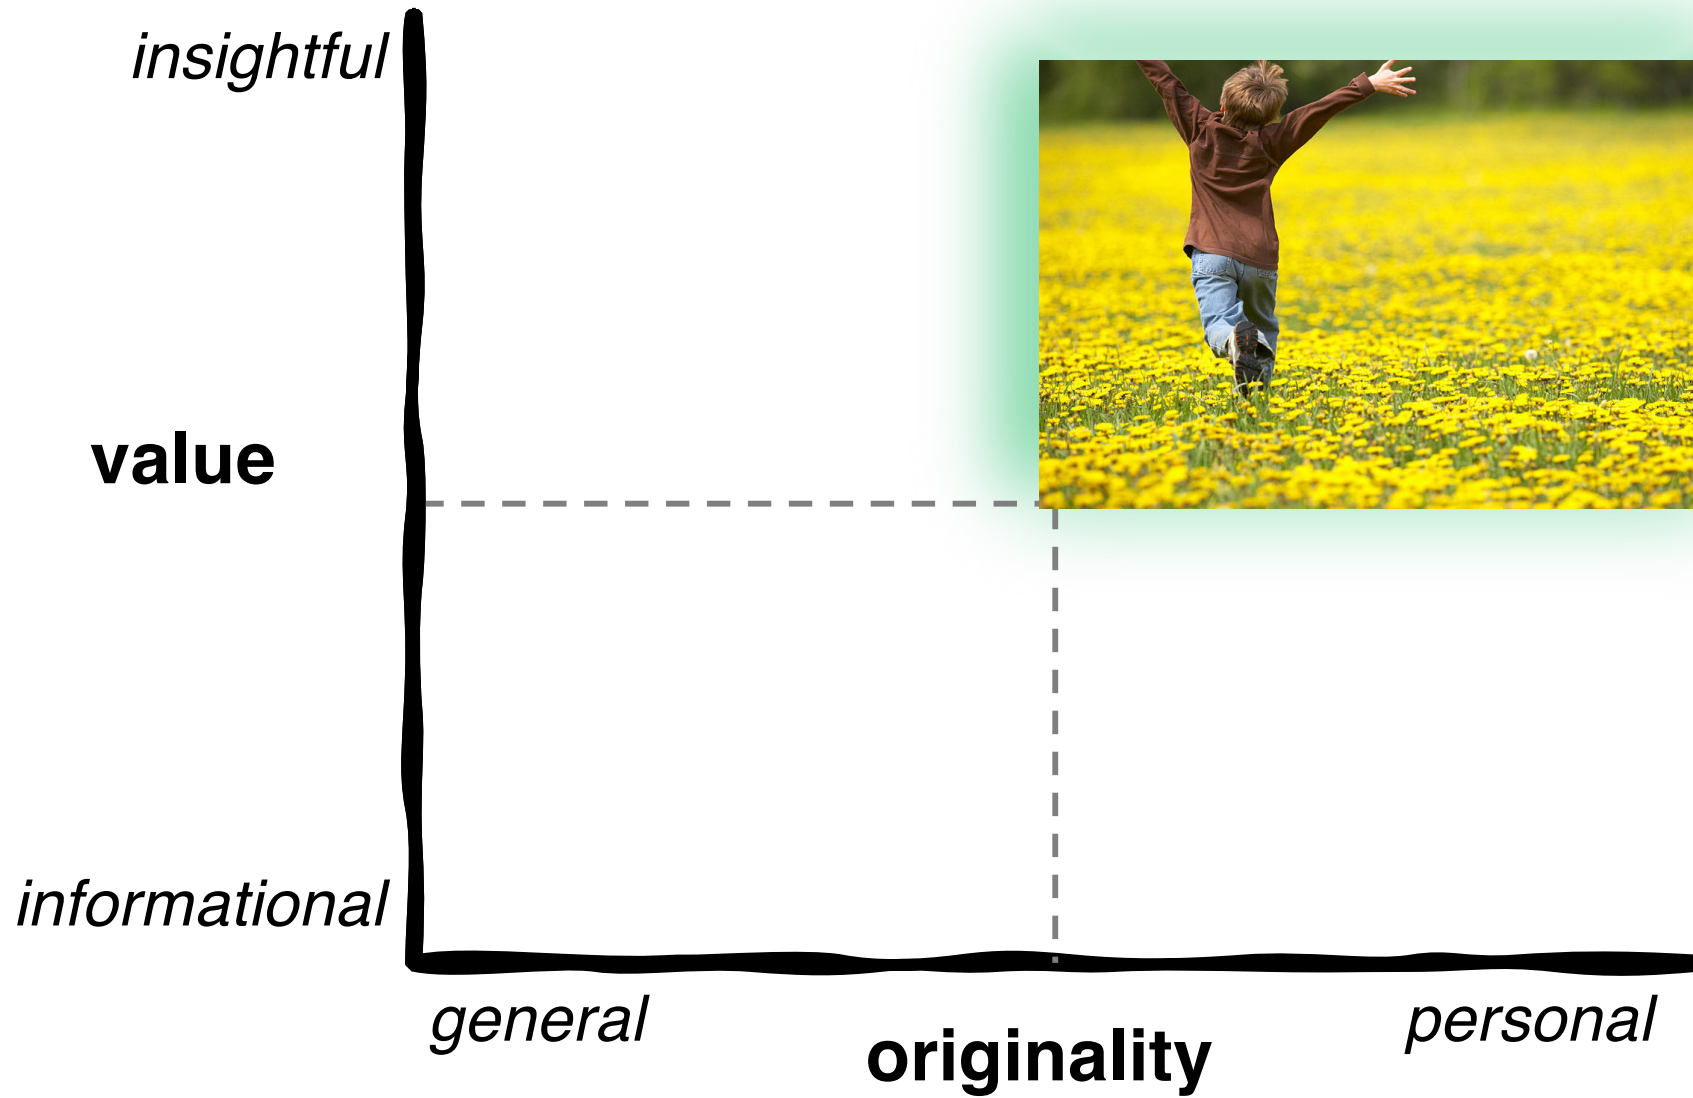 insightful
value
informational
general
personal
originality